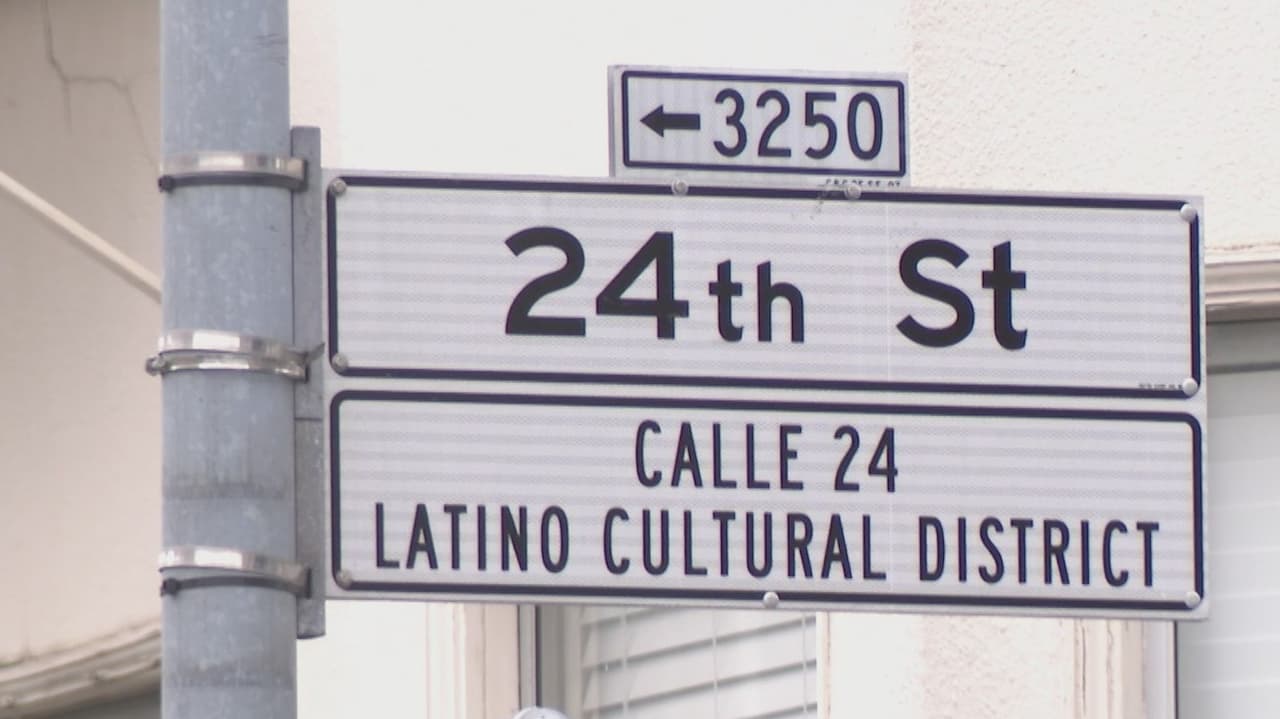 ←3250
24th St
CALLE 24
LATINO CULTURAL DISTRICT